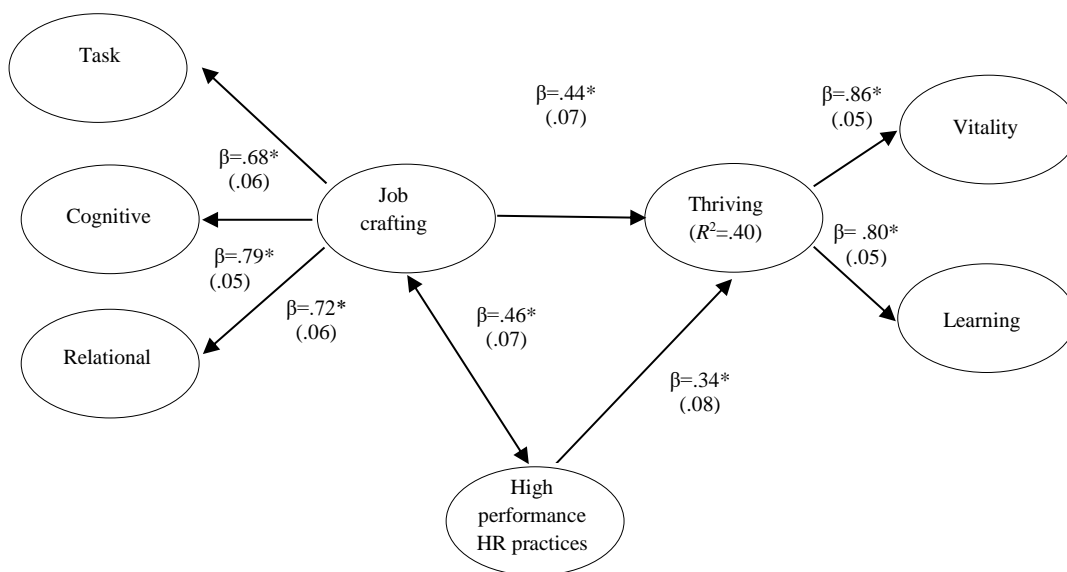 Task
β=.44*
(.07)
β=.86*
(.05)
Vitality
β=.68*
(.06)
Cognitive
Job
crafting
Thriving
(R²=.40)
β=.79*
(.05)
β= .80*
(.05)
β=.72*
(.06)
Relational
β=.46*
(.07)
Learning
β=.34*
(.08)
High
performance
HR practices